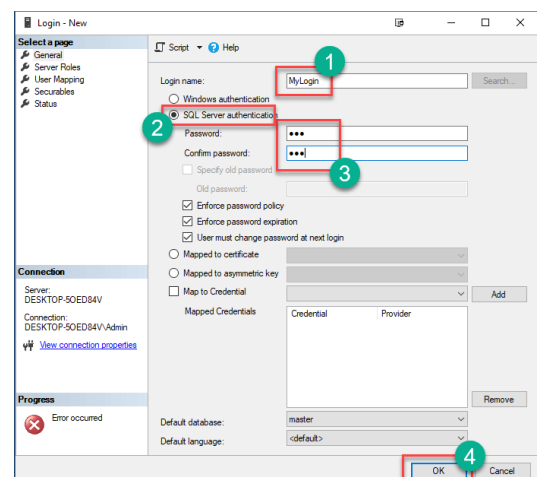 Login - New
Select a page
General
Server Roles
User Mapping
Securables
Status
Script ? Help
1
Login name: MyLogin Search...
Windows authentication
2 SQL Server authentication
Password: ●●●
Confirm password: ●●●
3
Specify old password
Old password:
Enforce password policy
Enforce password expiration
User must change password at next login
Mapped to certificate
Mapped to asymmetric key
Map to Credential Add
Mapped Credentials Credential Provider
Remove
Default database: master
Default language: <default>
Connection
Server:
DESKTOP-5OED84V
Connection:
DESKTOP-5OED84V\Admin
View connection properties
Progress
Error occurred
4
OK Cancel